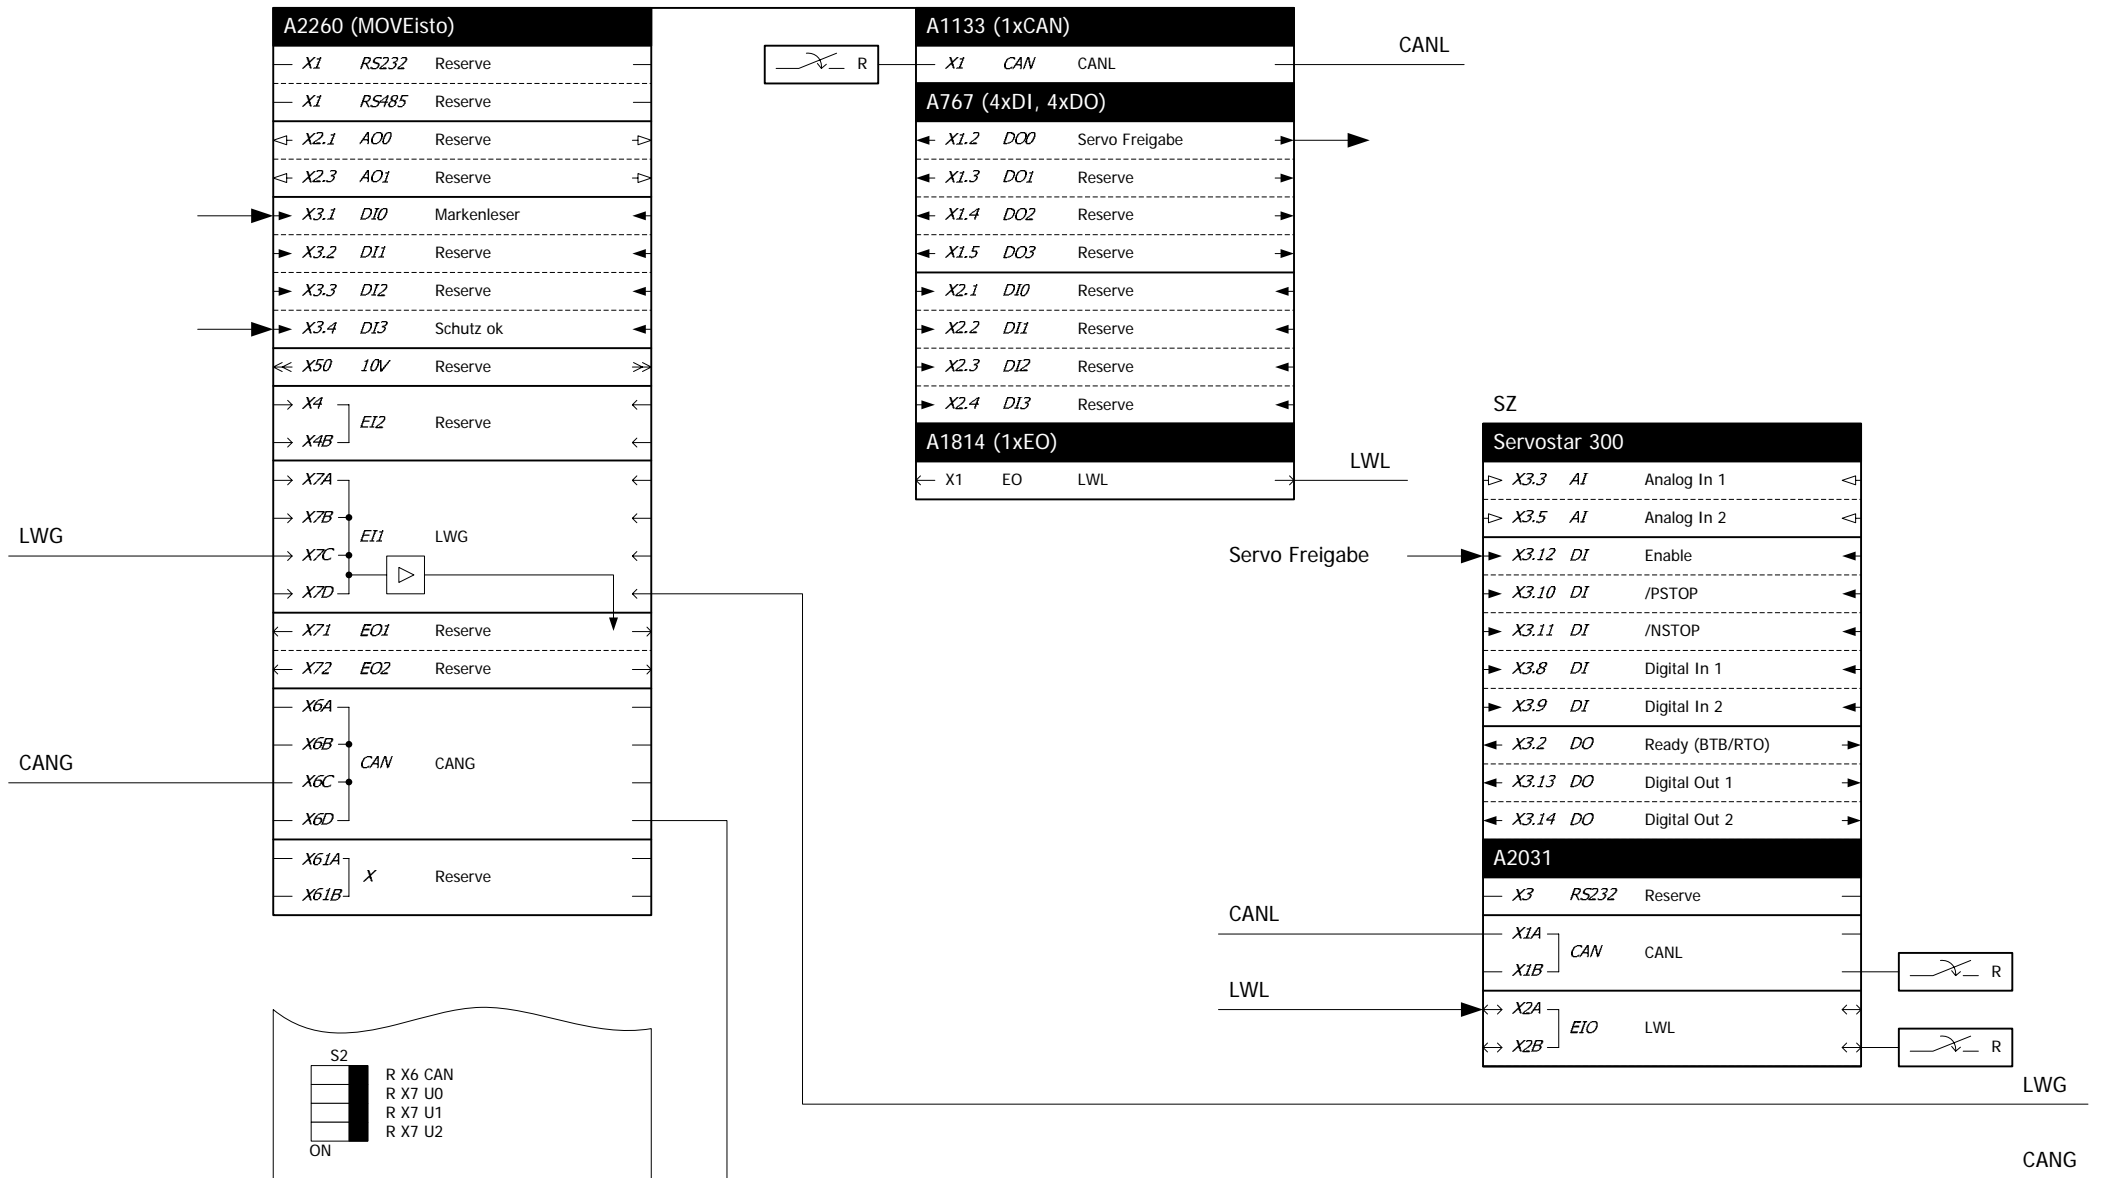 A2260 (MOVEisto)
X1 RS232 Reserve
X1 RS485 Reserve
X2.1 AO0 Reserve
X2.3 AO1 Reserve
X3.1 DI0 Markenleser
X3.2 DI1 Reserve
X3.3 DI2 Reserve
X3.4 DI3 Schutz ok
X50 10V Reserve
X4
EI2 Reserve
X4B
X7A
X7B
LWG
EI1 LWG
X7C
X7D
X71 EO1 Reserve
X72 EO2 Reserve
X6A
X6B
CANG
CAN CANG
X6C
X6D
X61A
X Reserve
X61B
S2
R X6 CAN
R X7 U0
R X7 U1
R X7 U2
ON
A1133 (1xCAN)
CANL
R
X1 CAN CANL
A767 (4xDI, 4xDO)
X1.2 DO0 Servo Freigabe
X1.3 DO1 Reserve
X1.4 DO2 Reserve
X1.5 DO3 Reserve
X2.1 DI0 Reserve
X2.2 DI1 Reserve
X2.3 DI2 Reserve
X2.4 DI3 Reserve
A1814 (1xEO)
LWL
X1 EO LWL
SZ
Servostar 300
X3.3 AI Analog In 1
X3.5 AI Analog In 2
Servo Freigabe
X3.12 DI Enable
X3.10 DI /PSTOP
X3.11 DI /NSTOP
X3.8 DI Digital In 1
X3.9 DI Digital In 2
X3.2 DO Ready (BTB/RTO)
X3.13 DO Digital Out 1
X3.14 DO Digital Out 2
A2031
X3 RS232 Reserve
CANL
X1A
CAN CANL
X1B
R
LWL
X2A
EIO LWL
X2B
R
LWG
CANG